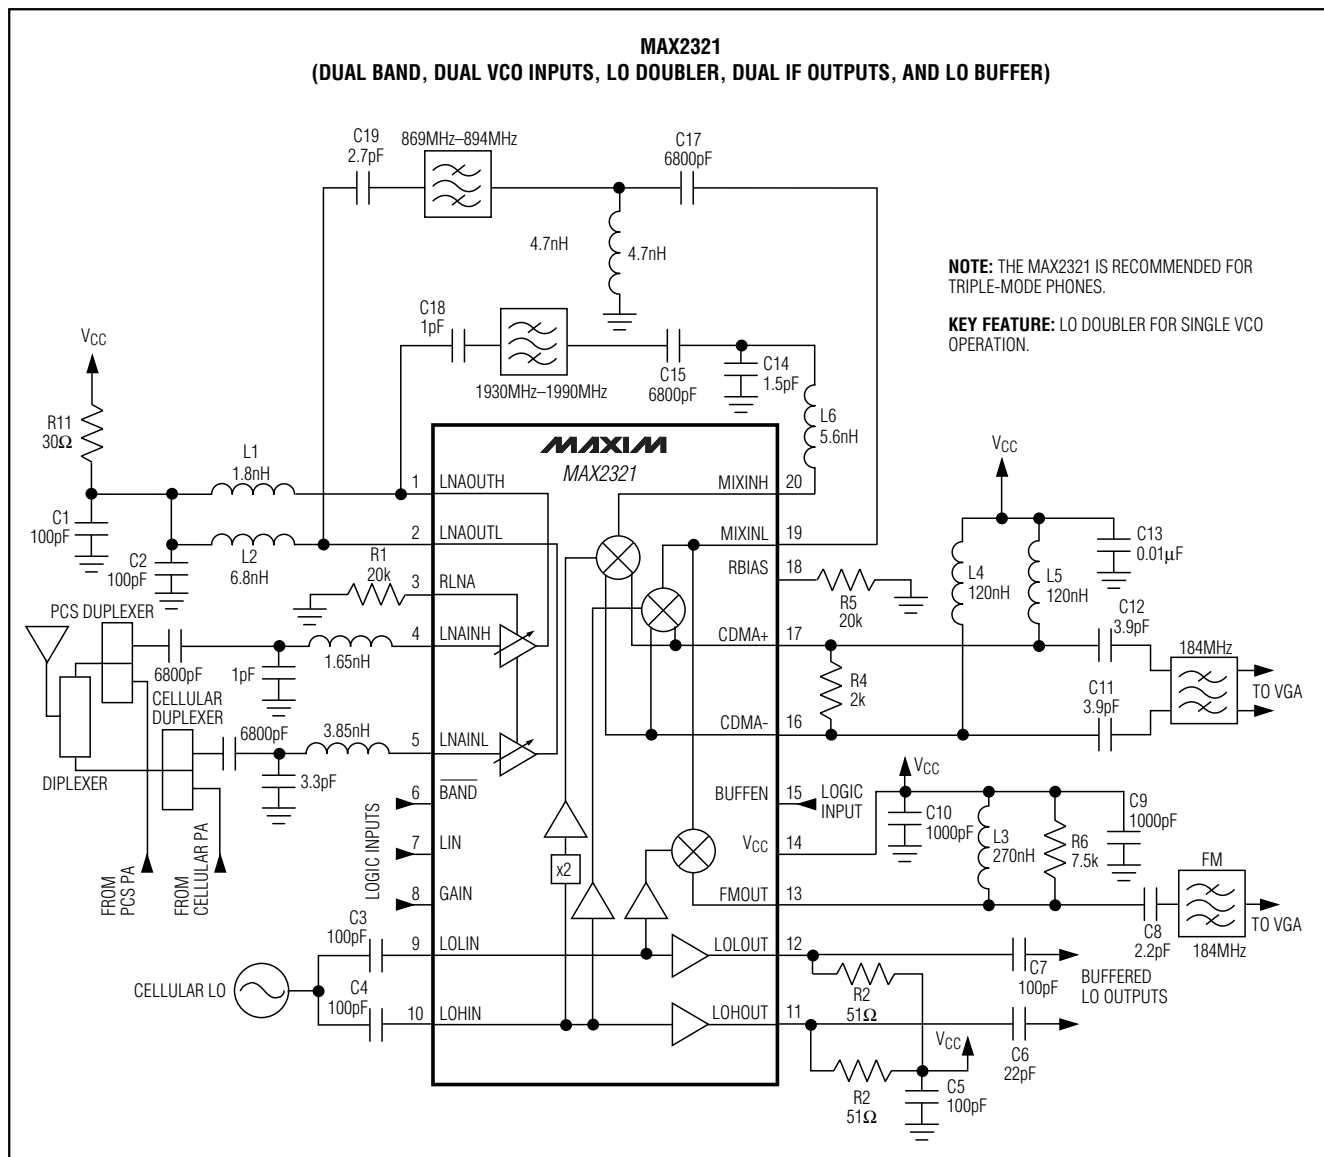 MAX2321
(DUAL BAND, DUAL VCO INPUTS, LO DOUBLER, DUAL IF OUTPUTS, AND LO BUFFER)
C19
2.7pF
869MHz–894MHz
C17
6800pF
4.7nH
4.7nH
NOTE: THE MAX2321 IS RECOMMENDED FOR
TRIPLE-MODE PHONES.
KEY FEATURE: LO DOUBLER FOR SINGLE VCO
OPERATION.
C18
1pF
1930MHz–1990MHz
C15
6800pF
C14
1.5pF
L6
5.6nH
VCC
R11
30Ω
L1
1.8nH
C1
100pF
C2
100pF
L2
6.8nH
R1
20k
MAXIM
MAX2321
1
LNAOUTH
2
LNAOUTL
3
RLNA
4
LNAINH
5
LNAINL
6
BAND
7
LIN
8
GAIN
9
LOLIN
10
LOHIN
MIXINH
20
MIXINL
19
RBIAS
18
CDMA+
17
CDMA-
16
BUFFEN
15
VCC
14
FMOUT
13
LOLOUT
12
LOHOUT
11
x2
PCS DUPLEXER
6800pF
1pF
1.65nH
CELLULAR
DUPLEXER
6800pF
3.85nH
3.3pF
DIPLEXER
FROM
PCS PA
FROM
CELLULAR PA
LOGIC INPUTS
C3
100pF
C4
100pF
CELLULAR LO
VCC
L4
120nH
L5
120nH
C13
0.01µF
R5
20k
R4
2k
C12
3.9pF
C11
3.9pF
184MHz
TO VGA
LOGIC
INPUT
VCC
C10
1000pF
L3
270nH
R6
7.5k
C9
1000pF
FM
C8
2.2pF
184MHz
TO VGA
R2
51Ω
C7
100pF
BUFFERED
LO OUTPUTS
VCC
C6
22pF
R2
51Ω
C5
100pF